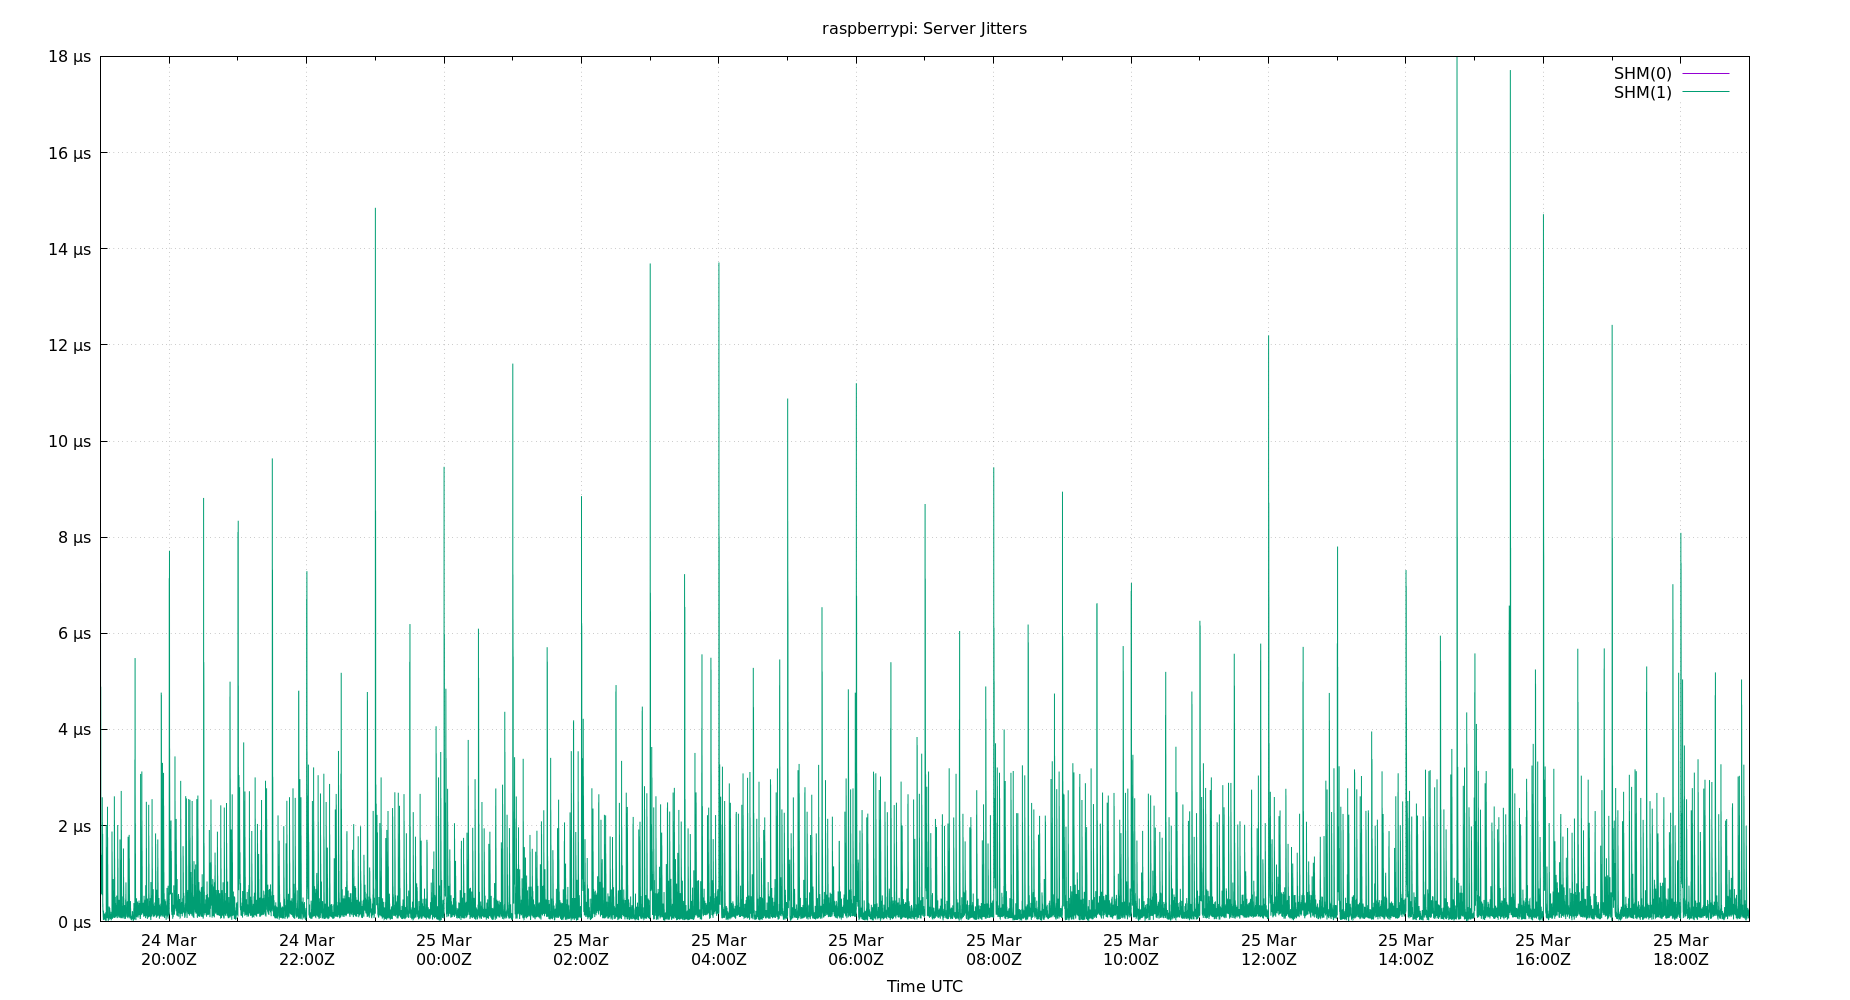 raspberrypi: Server Jitters
18 µs
16 µs
14 µs
12 µs
10 µs
8 µs
6 µs
4 µs
2 µs
0 µs
SHM(0)
SHM(1)
24 Mar 24 Mar 25 Mar 25 Mar 25 Mar 25 Mar 25 Mar 25 Mar 25 Mar 25 Mar 25 Mar 25 Mar
20:00Z 22:00Z 00:00Z 02:00Z 04:00Z 06:00Z 08:00Z 10:00Z 12:00Z 14:00Z 16:00Z 18:00Z
Time UTC